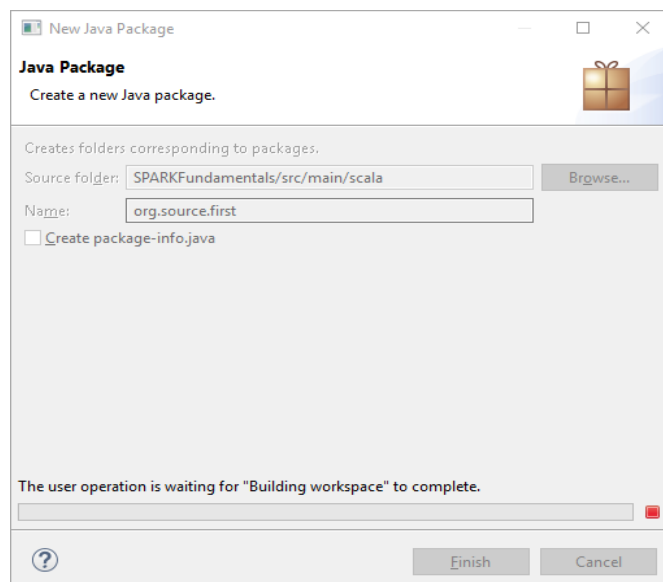 New Java Package
Java Package
Create a new Java package.
Creates folders corresponding to packages.
Source folder: SPARKFundamentals/src/main/scala Browse...
Name: org.source.first
Create package-info.java
The user operation is waiting for "Building workspace" to complete.
? Finish Cancel